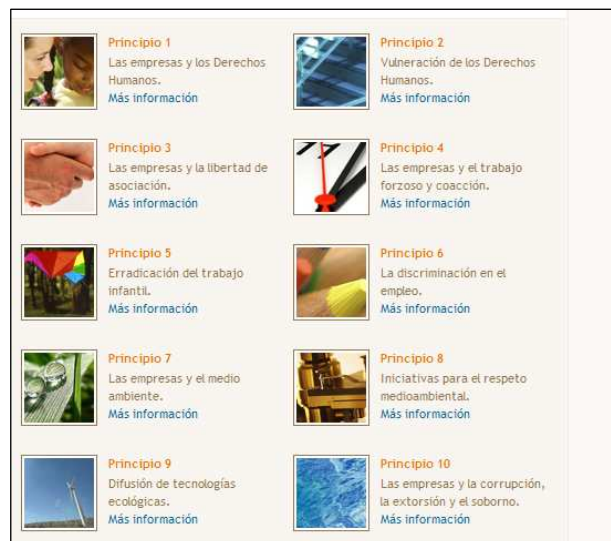 Principio 1
Las empresas y los Derechos
Humanos.
Más información
Principio 2
Vulneración de los Derechos
Humanos.
Más información
Principio 3
Las empresas y la libertad de
asociación.
Más información
Principio 4
Las empresas y el trabajo
forzoso y coacción.
Más información
Principio 5
Erradicación del trabajo
infantil.
Más información
Principio 6
La discriminación en el
empleo.
Más información
Principio 7
Las empresas y el medio
ambiente.
Más información
Principio 8
Iniciativas para el respeto
medioambiental.
Más información
Principio 9
Difusión de tecnologías
ecológicas.
Más información
Principio 10
Las empresas y la corrupción,
la extorsión y el soborno.
Más información